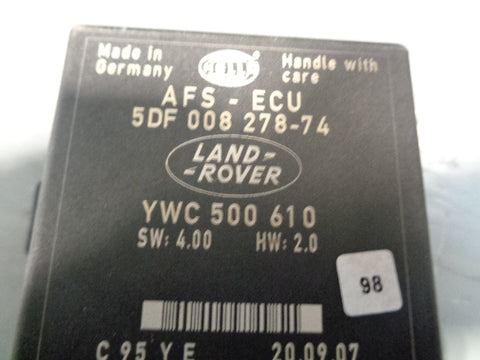 Made in HELLA ® Handle with
Germany care
AFS - ECU
5DF 008 278-74
LAND-
-ROVER
YWC 500 610
SW: 4.00 HW: 2.0
98
C 95 Y E 20.09.07